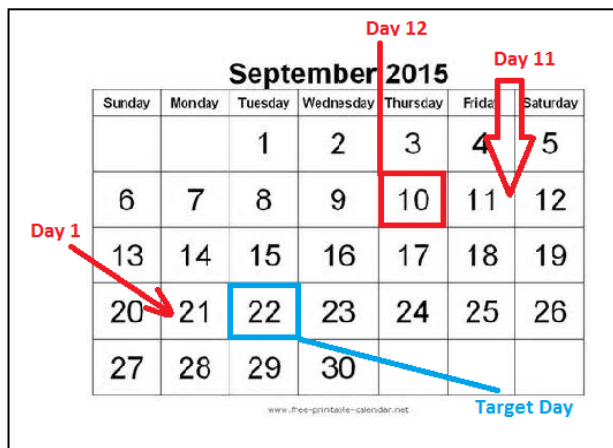 Day 12
Day 11
September 2015
Sunday Monday Tuesday Wednesday Thursday Friday Saturday
1 2 3 4 5
6 7 8 9 10 11 12
Day 1
13 14 15 16 17 18 19
20 21 22 23 24 25 26
27 28 29 30
www.free-printable-calendar.net
Target Day